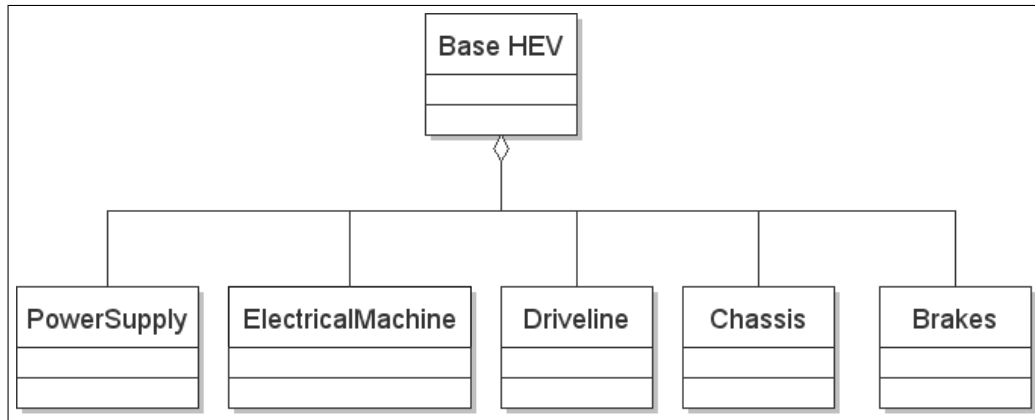 Base HEV
PowerSupply
ElectricalMachine
Driveline
Chassis
Brakes